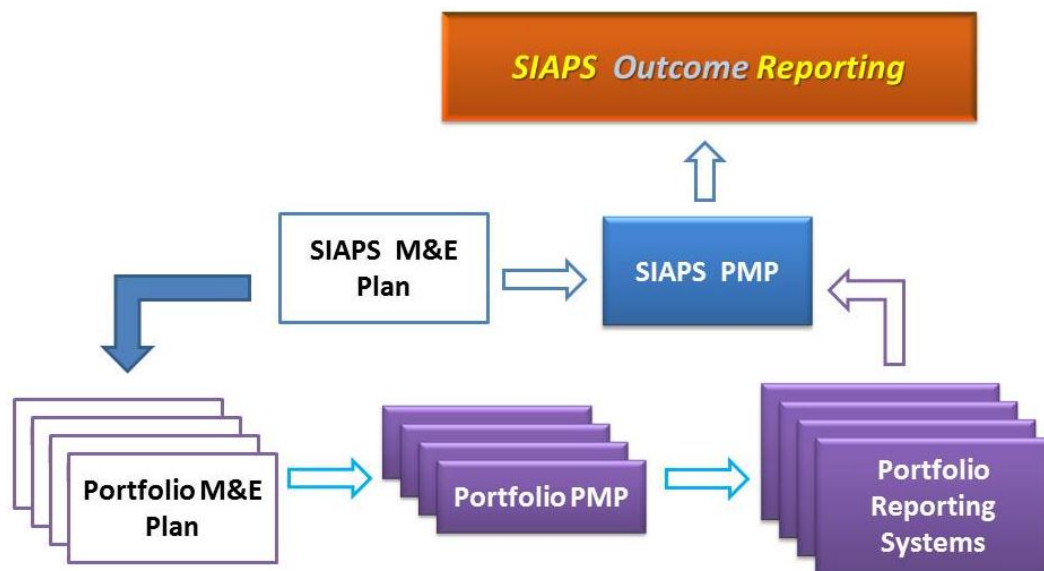 SIAPS Outcome Reporting
SIAPS M&E
Plan
SIAPS PMP
Portfolio M&E
Plan
Portfolio PMP
Portfolio
Reporting
Systems